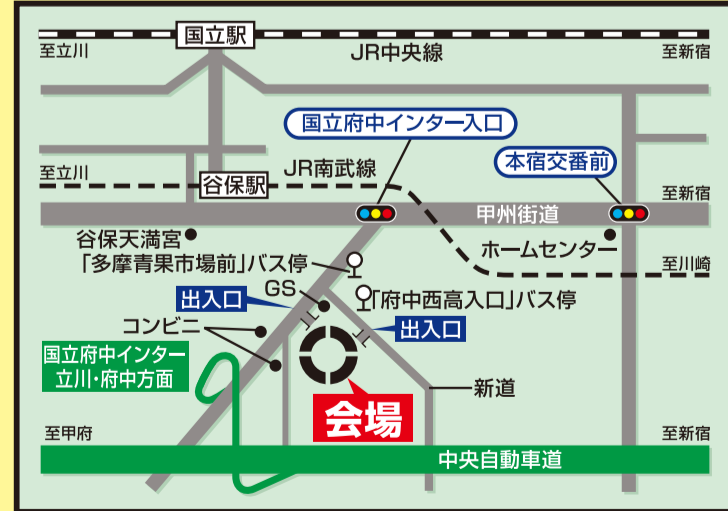 国立駅
至立川
JR中央線
至新宿
国立府中インター入口
本宿交番前
至立川
谷保駅
JR南武線
至新宿
甲州街道
谷保天満宮
ホームセンター
「多摩青果市場前」バス停
至川崎
GS
「府中西高入口」バス停
出入口
コンビニ
出入口
国立府中インター
立川・府中方面
新道
会場
至甲府
至新宿
中央自動車道